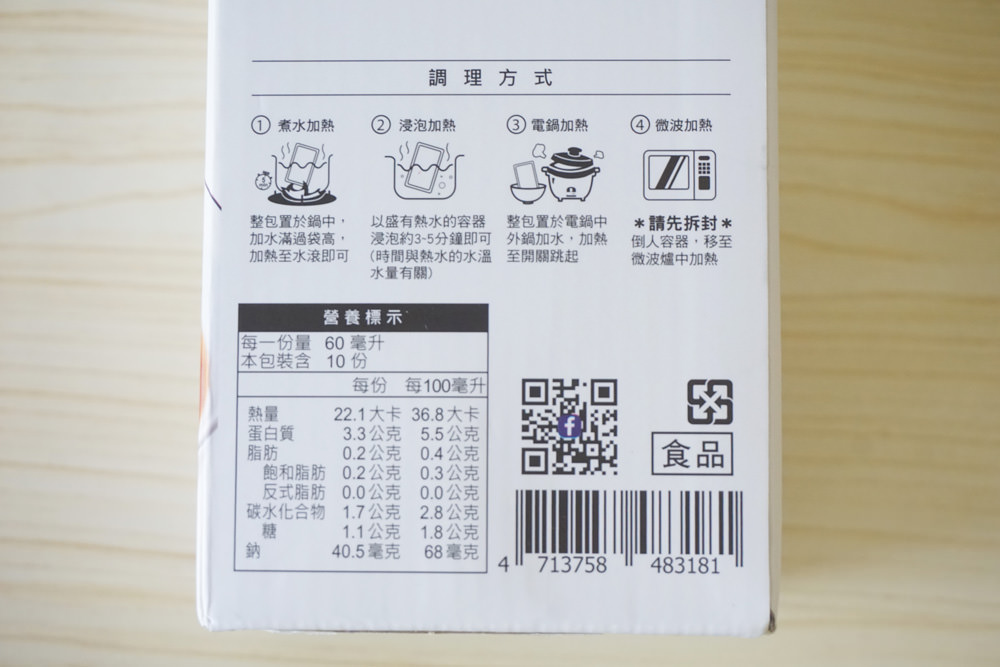 調理方式
① 煮水加熱
整包置於鍋中，
加水滿過袋高，
加熱至水滾即可
② 浸泡加熱
以盛有熱水的容器
浸泡約3-5分鐘即可
(時間與熱水的水溫
水量有關)
③ 電鍋加熱
整包置於電鍋中
外鍋加水，加熱
至開關跳起
④ 微波加熱
＊請先拆封＊
倒人容器，移至
微波爐中加熱
營養標示
每一份量 60 毫升
本包裝含 10 份
每份 每100毫升
熱量 22.1大卡 36.8大卡
蛋白質 3.3公克 5.5公克
脂肪 0.2公克 0.4公克
飽和脂肪 0.2公克 0.3公克
反式脂肪 0.0公克 0.0公克
碳水化合物 1.7公克 2.8公克
糖 1.1公克 1.8公克
鈉 40.5毫克 68毫克
f
食品
4 713758 483181